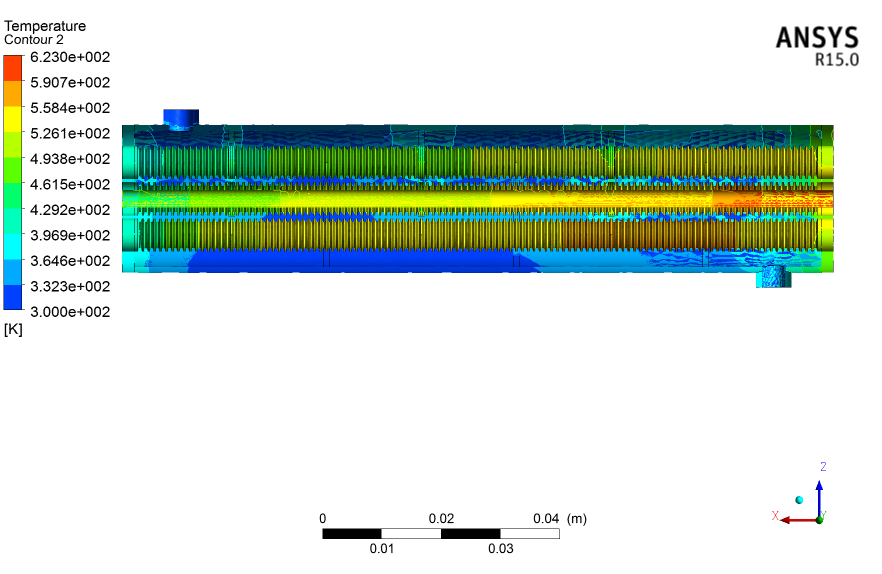 Temperature
Contour 2
6.230e+002
5.907e+002
5.584e+002
5.261e+002
4.938e+002
4.615e+002
4.292e+002
3.969e+002
3.646e+002
3.323e+002
3.000e+002
[K]
ANSYS
R15.0
0 0.02 0.04 (m)
0.01 0.03
Z
X Y